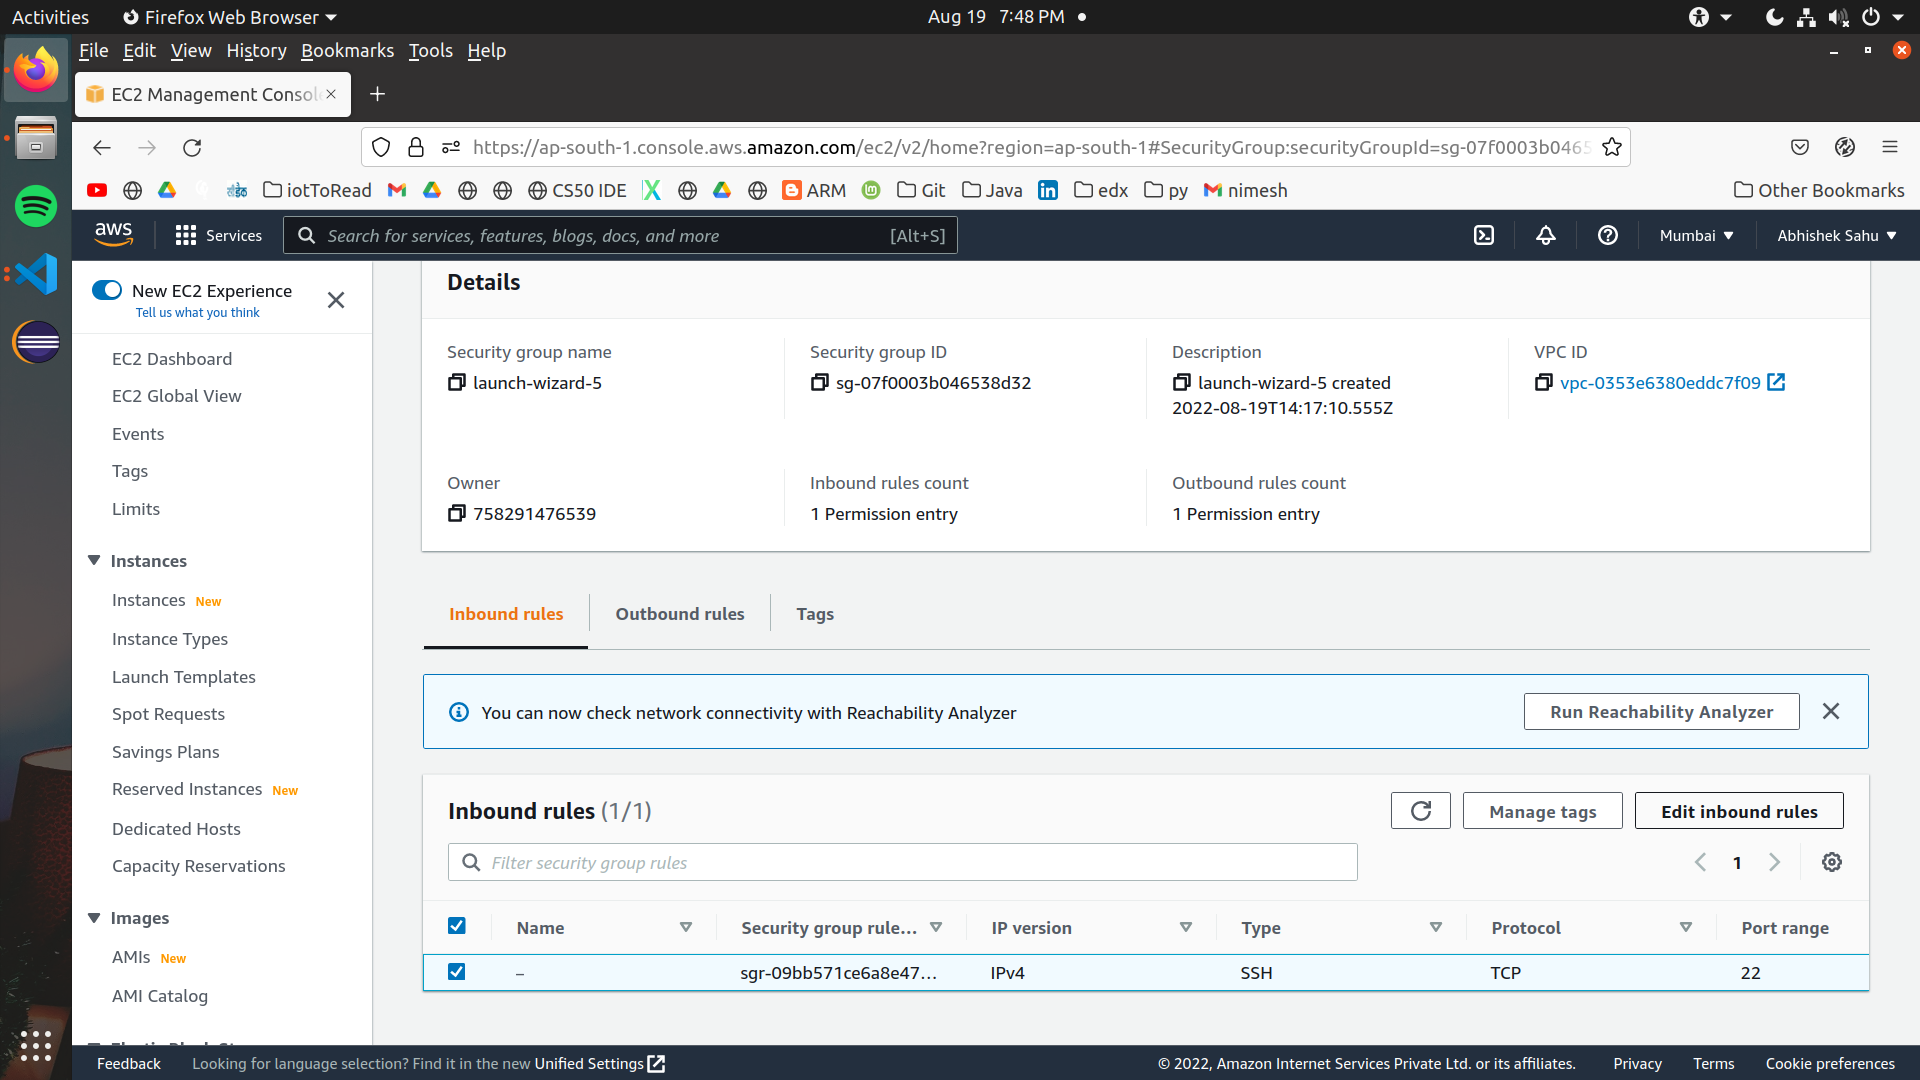 Activities
Firefox Web Browser
Aug 19 7:48 PM
File Edit View History Bookmarks Tools Help
EC2 Management Consol
https://ap-south-1.console.aws.amazon.com/ec2/v2/home?region=ap-south-1#SecurityGroup:securityGroupId=sg-07f0003b0465
iotToRead
CS50 IDE
ARM
Git
Java
edx
py
nimesh
Other Bookmarks
aws
Services
Search for services, features, blogs, docs, and more [Alt+S]
Mumbai
Abhishek Sahu
New EC2 Experience
Tell us what you think
EC2 Dashboard
EC2 Global View
Events
Tags
Limits
Instances
Instances New
Instance Types
Launch Templates
Spot Requests
Savings Plans
Reserved Instances New
Dedicated Hosts
Capacity Reservations
Images
AMIs New
AMI Catalog
Details
Security group name
launch-wizard-5
Security group ID
sg-07f0003b046538d32
Description
launch-wizard-5 created
2022-08-19T14:17:10.555Z
VPC ID
vpc-0353e6380eddc7f09
Owner
758291476539
Inbound rules count
1 Permission entry
Outbound rules count
1 Permission entry
Inbound rules
Outbound rules
Tags
You can now check network connectivity with Reachability Analyzer
Run Reachability Analyzer
Inbound rules (1/1)
Manage tags
Edit inbound rules
Filter security group rules
1
Name Security group rule... IP version Type Protocol Port range
– sgr-09bb571ce6a8e47... IPv4 SSH TCP 22
Feedback
Looking for language selection? Find it in the new Unified Settings
© 2022, Amazon Internet Services Private Ltd. or its affiliates.
Privacy
Terms
Cookie preferences